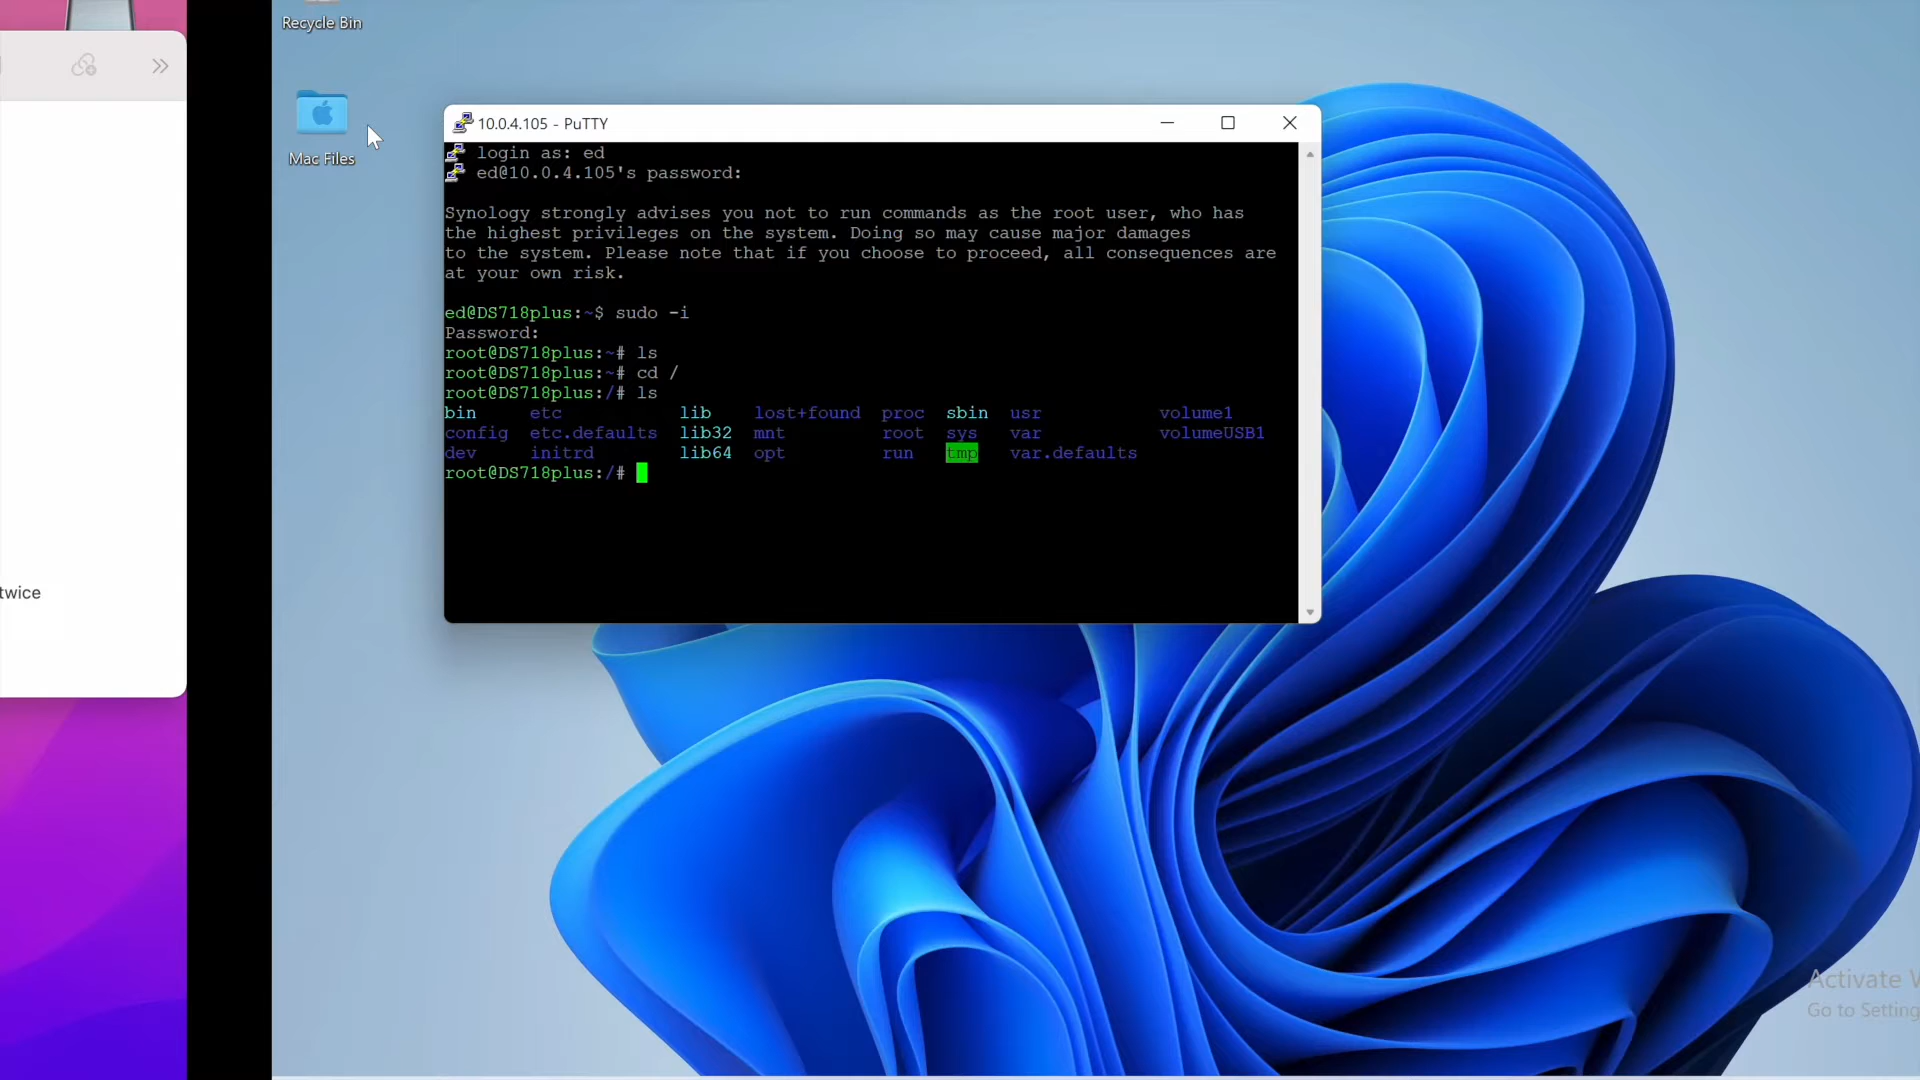 Recycle Bin
Mac Files
twice
10.0.4.105 - PuTTY
login as: ed
ed@10.0.4.105's password:
Synology strongly advises you not to run commands as the root user, who has
the highest privileges on the system. Doing so may cause major damages
to the system. Please note that if you choose to proceed, all consequences are
at your own risk.
ed@DS718plus:~$ sudo -i
Password:
root@DS718plus:~# ls
root@DS718plus:~# cd /
root@DS718plus:/# ls
bin etc lib lost+found proc sbin usr volume1
config etc.defaults lib32 mnt root sys var volumeUSB1
dev initrd lib64 opt run tmp var.defaults
root@DS718plus:/#
Activate
Go to Setting